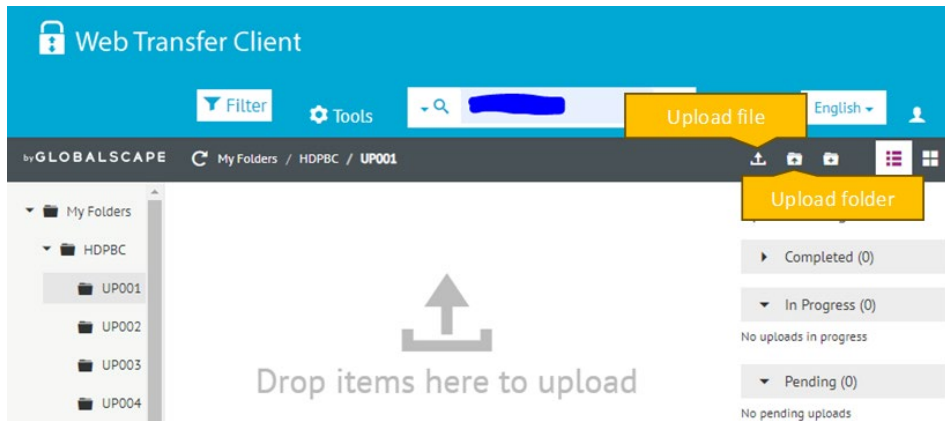 Web Transfer Client
Filter
Tools
Upload file
English
by GLOBALSCAPE
My Folders / HDPBC / UP001
Upload folder
My Folders
HDPBC
UP001
UP002
UP003
UP004
Drop items here to upload
Completed (0)
In Progress (0)
No uploads in progress
Pending (0)
No pending uploads